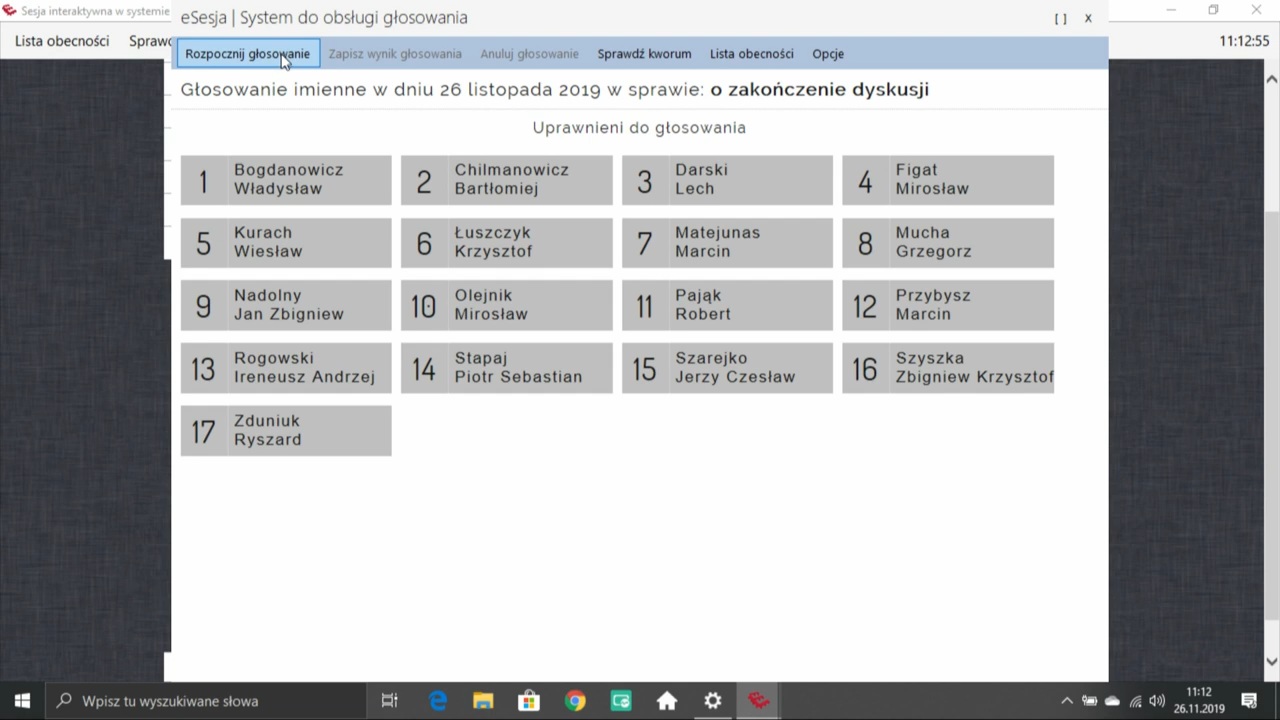 Sesja interaktywna w systemie
eSesja | System do obsługi głosowania
[ ] X
Lista obecności
Rozpocznij głosowanie Zapisz wynik głosowania Anuluj głosowanie Sprawdź kworum Lista obecności Opcje
11:12:55
Głosowanie imienne w dniu 26 listopada 2019 w sprawie: o zakończenie dyskusji
Uprawnieni do głosowania
1 Bogdanowicz
Władysław
2 Chilmanowicz
Bartłomiej
3 Darski
Lech
4 Figat
Mirosław
5 Kurach
Wiesław
6 Łuszczyk
Krzysztof
7 Matejunas
Marcin
8 Mucha
Grzegorz
9 Nadolny
Jan Zbigniew
10 Olejnik
Mirosław
11 Pająk
Robert
12 Przybysz
Marcin
13 Rogowski
Ireneusz Andrzej
14 Stapaj
Piotr Sebastian
15 Szarejko
Jerzy Czesław
16 Szyszka
Zbigniew Krzysztof
17 Zduniuk
Ryszard
Wpisz tu wyszukiwane słowa
11:12
26.11.2019